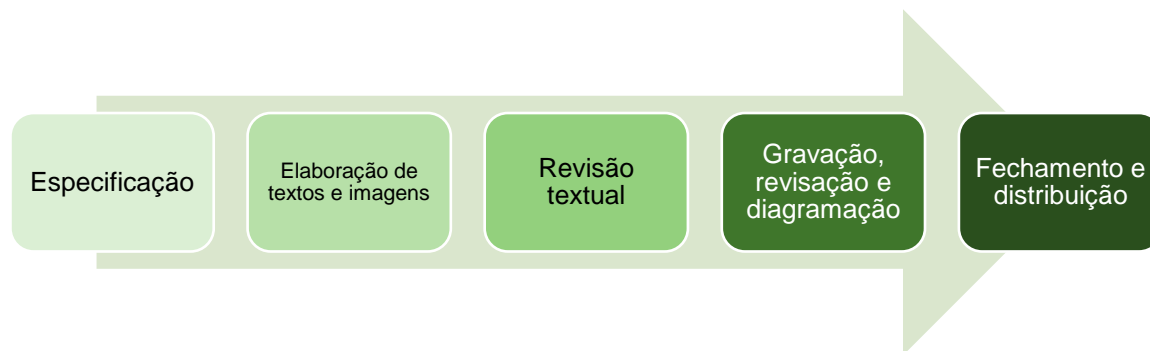 Especificação
Elaboração de
textos e imagens
Revisão
textual
Gravação,
revisação e
diagramação
Fechamento e
distribuição